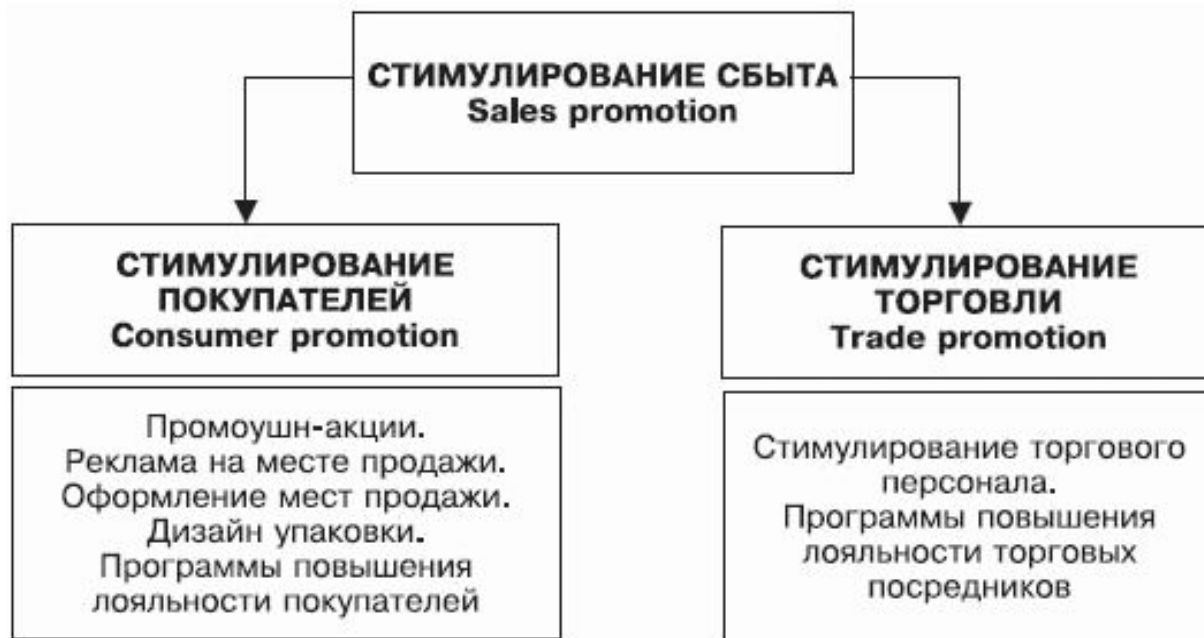 СТИМУЛИРОВАНИЕ СБЫТА
Sales promotion
СТИМУЛИРОВАНИЕ
ПОКУПАТЕЛЕЙ
Consumer promotion
Промоушн-акции.
Реклама на месте продажи.
Оформление мест продажи.
Дизайн упаковки.
Программы повышения
лояльности покупателей
СТИМУЛИРОВАНИЕ
ТОРГОВЛИ
Trade promotion
Стимулирование торгового
персонала.
Программы повышения
лояльности торговых
посредников